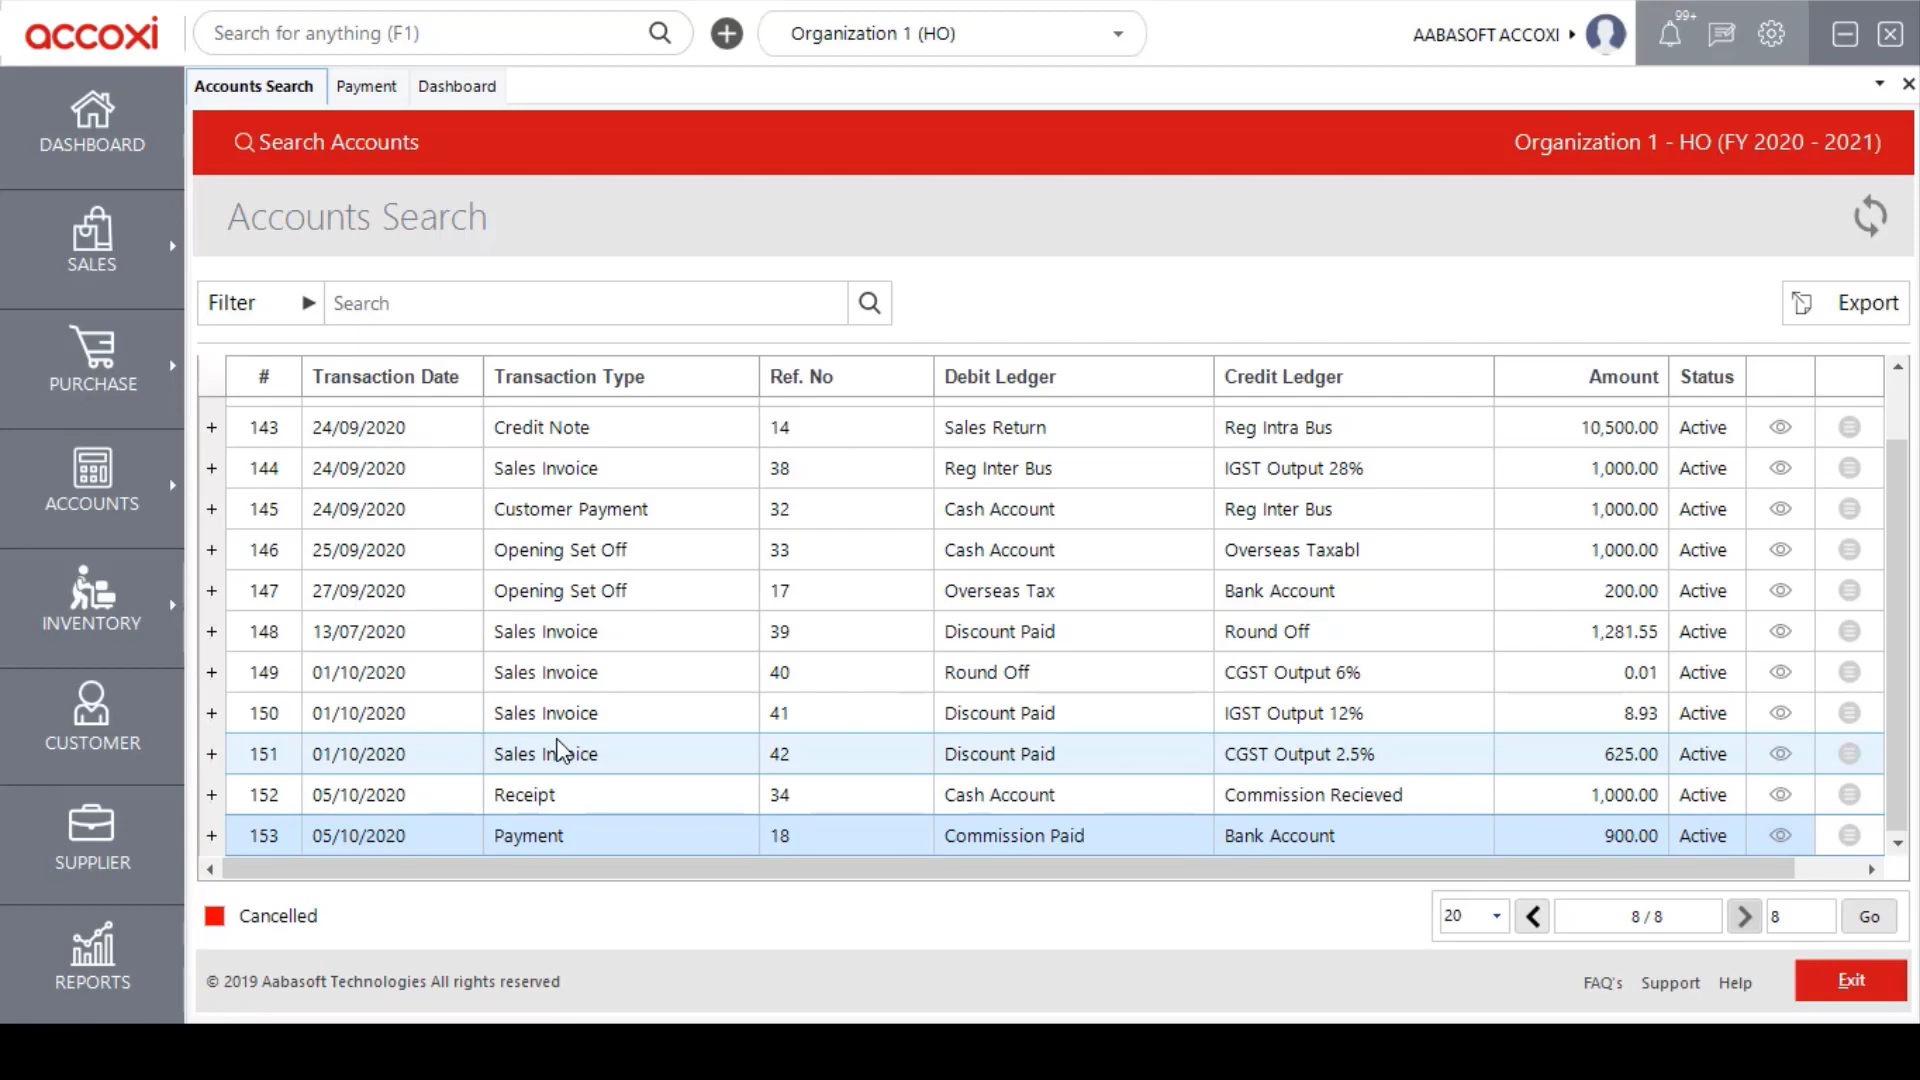 accoxi Search for anything (F1) Organization 1 (HO) AABASOFT ACCOXI 99+
Accounts Search Payment Dashboard
Search Accounts Organization 1 - HO (FY 2020 - 2021)
Accounts Search
Filter Search Export
# Transaction Date Transaction Type Ref. No Debit Ledger Credit Ledger Amount Status
+ 143 24/09/2020 Credit Note 14 Sales Return Reg Intra Bus 10,500.00 Active
+ 144 24/09/2020 Sales Invoice 38 Reg Inter Bus IGST Output 28% 1,000.00 Active
+ 145 24/09/2020 Customer Payment 32 Cash Account Reg Inter Bus 1,000.00 Active
+ 146 25/09/2020 Opening Set Off 33 Cash Account Overseas Taxabl 1,000.00 Active
+ 147 27/09/2020 Opening Set Off 17 Overseas Tax Bank Account 200.00 Active
+ 148 13/07/2020 Sales Invoice 39 Discount Paid Round Off 1,281.55 Active
+ 149 01/10/2020 Sales Invoice 40 Round Off CGST Output 6% 0.01 Active
+ 150 01/10/2020 Sales Invoice 41 Discount Paid IGST Output 12% 8.93 Active
+ 151 01/10/2020 Sales Invoice 42 Discount Paid CGST Output 2.5% 625.00 Active
+ 152 05/10/2020 Receipt 34 Cash Account Commission Recieved 1,000.00 Active
+ 153 05/10/2020 Payment 18 Commission Paid Bank Account 900.00 Active
Cancelled 20 8 / 8 8 Go
© 2019 Aabasoft Technologies All rights reserved FAQ's Support Help Exit
DASHBOARD
SALES
PURCHASE
ACCOUNTS
INVENTORY
CUSTOMER
SUPPLIER
REPORTS